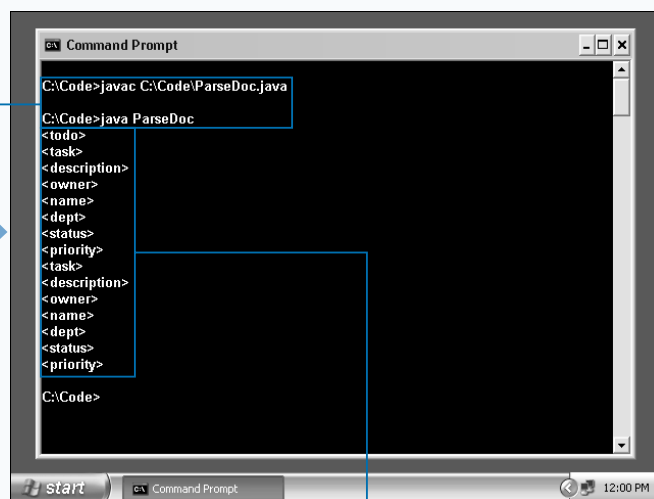 Command Prompt
C:\Code>javac C:\Code\ParseDoc.java
C:\Code>java ParseDoc
<todo>
<task>
<description>
<owner>
<name>
<dept>
<status>
<priority>
<task>
<description>
<owner>
<name>
<dept>
<status>
<priority>
C:\Code>
start
Command Prompt
12:00 PM